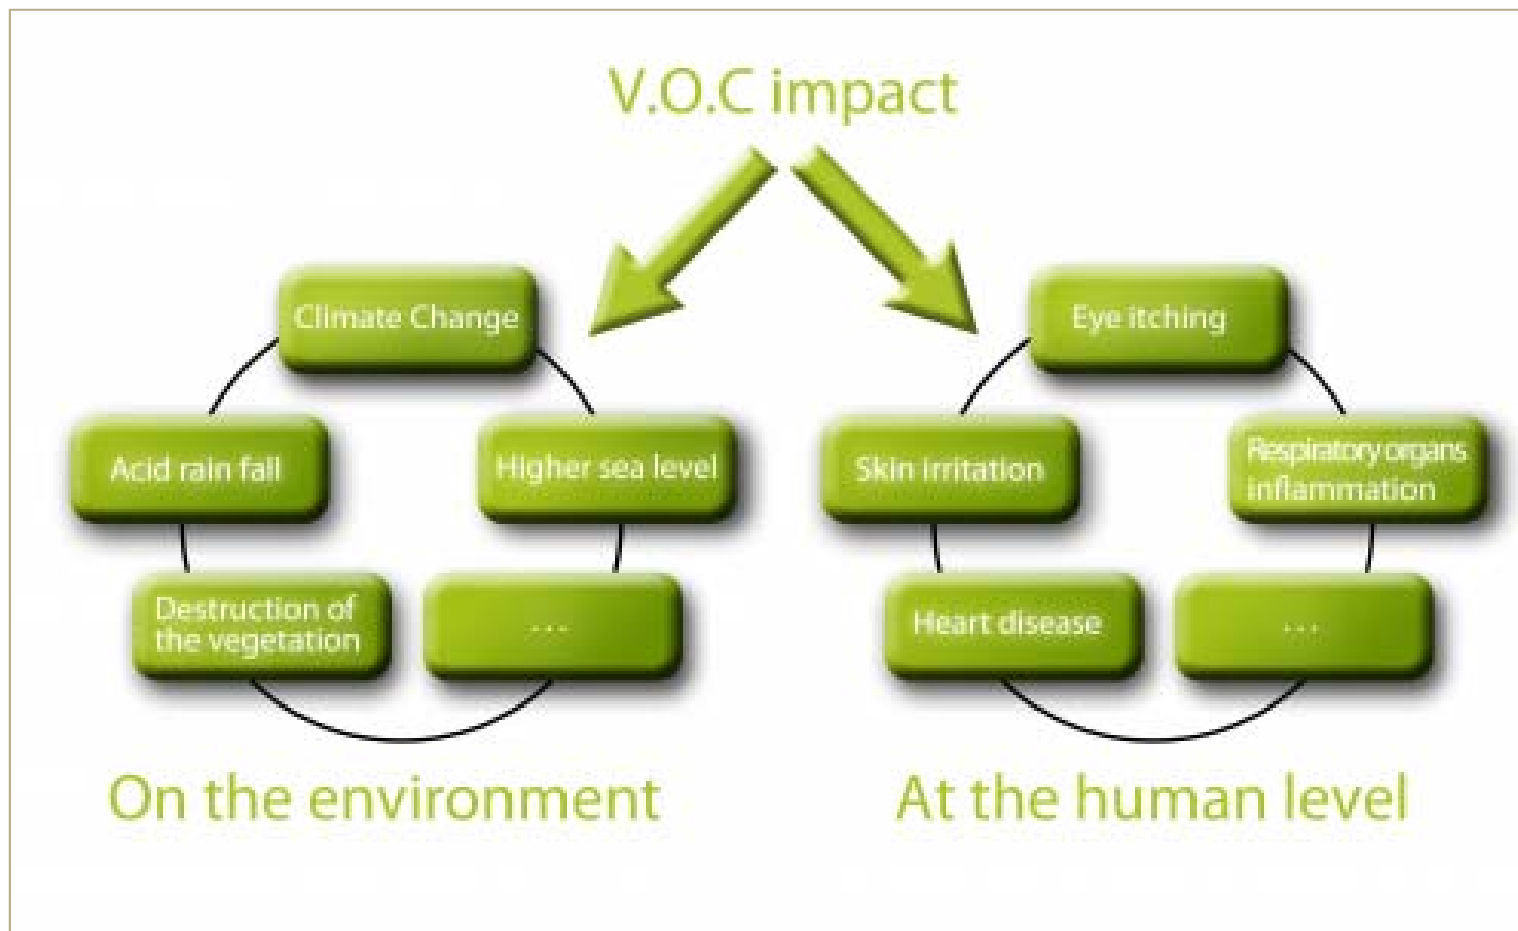 V.O.C impact
Climate Change
Acid rain fall
Higher sea level
Destruction of
the vegetation
...
On the environment
Eye itching
Skin irritation
Respiratory organs
inflammation
Heart disease
...
At the human level